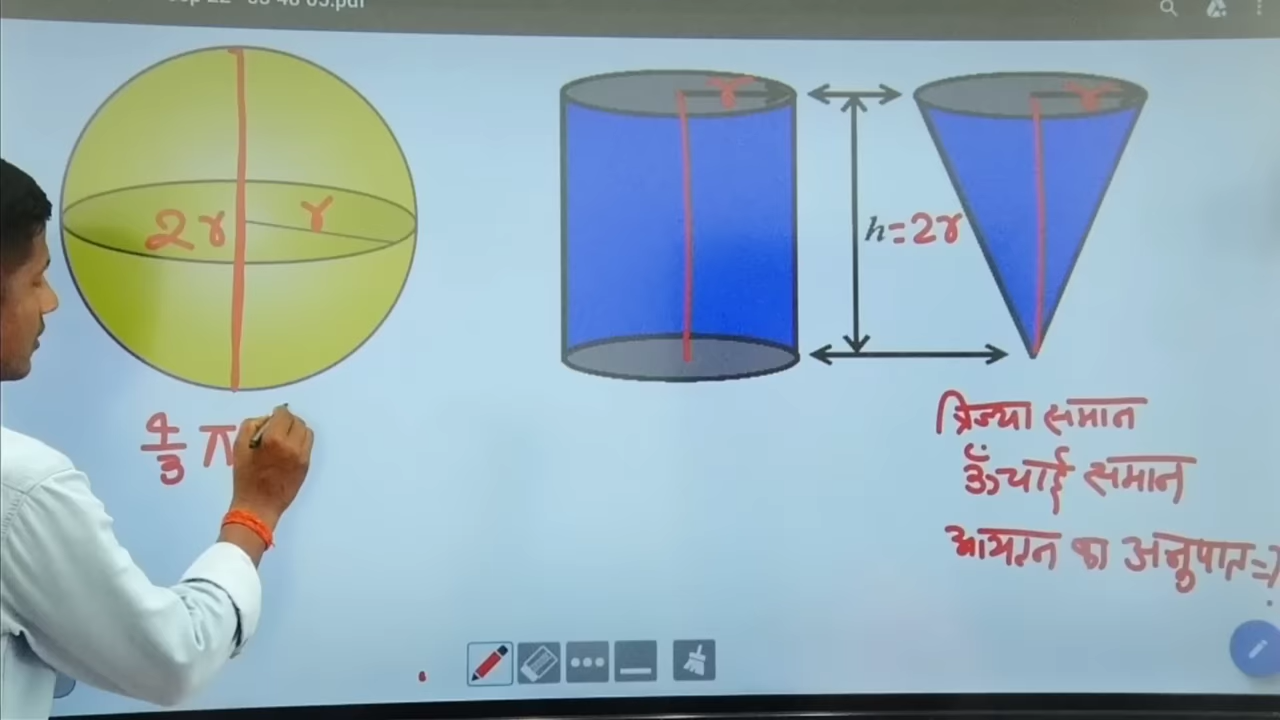 r
r
2r
r
h=2r
4/3 π
त्रिज्या समान
ऊँचाई समान
आयतन का अनुपात=?